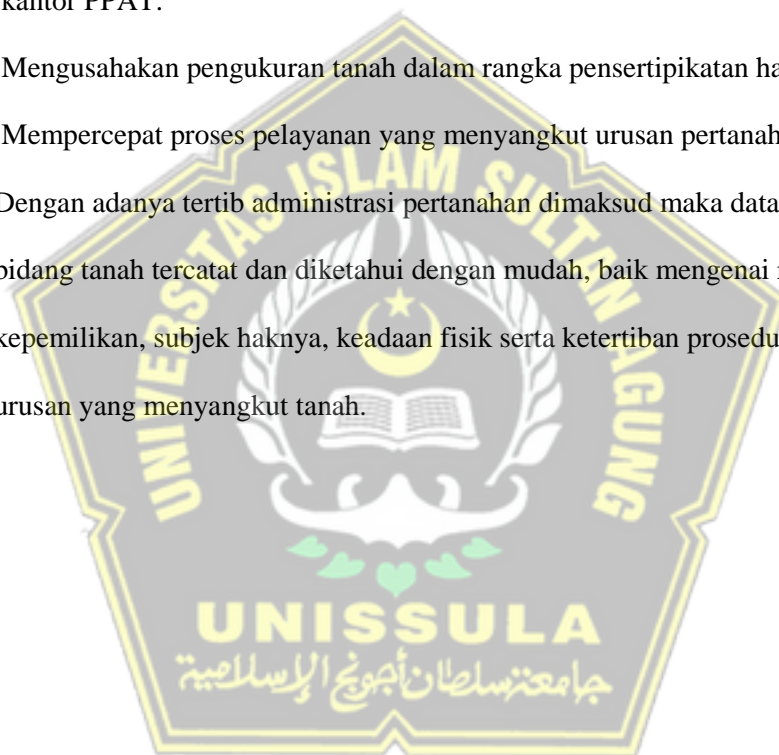 kantor PPAT.
Mengusahakan pengukuran tanah dalam rangka pensertipikatan ha
Mempercepat proses pelayanan yang menyangkut urusan pertanah
Dengan adanya tertib administrasi pertanahan dimaksud maka data
bidang tanah tercatat dan diketahui dengan mudah, baik mengenai
kepemilikan, subjek haknya, keadaan fisik serta ketertiban prosedu
urusan yang menyangkut tanah.
UNIVERSITAS ISLAM SULTAN AGUNG
UNISSULA
جامعة سلطان أجونج الإسلامية